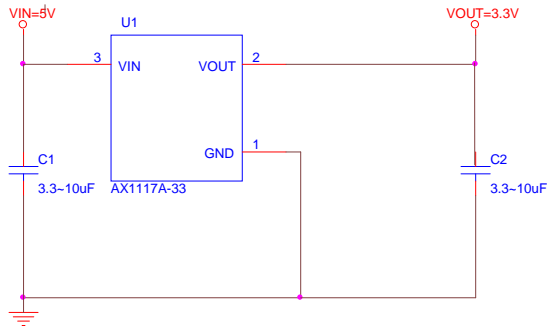 VIN=5V
VOUT=3.3V
U1
3
VIN
VOUT
2
GND
1
C1
3.3~10uF
AX1117A-33
C2
3.3~10uF